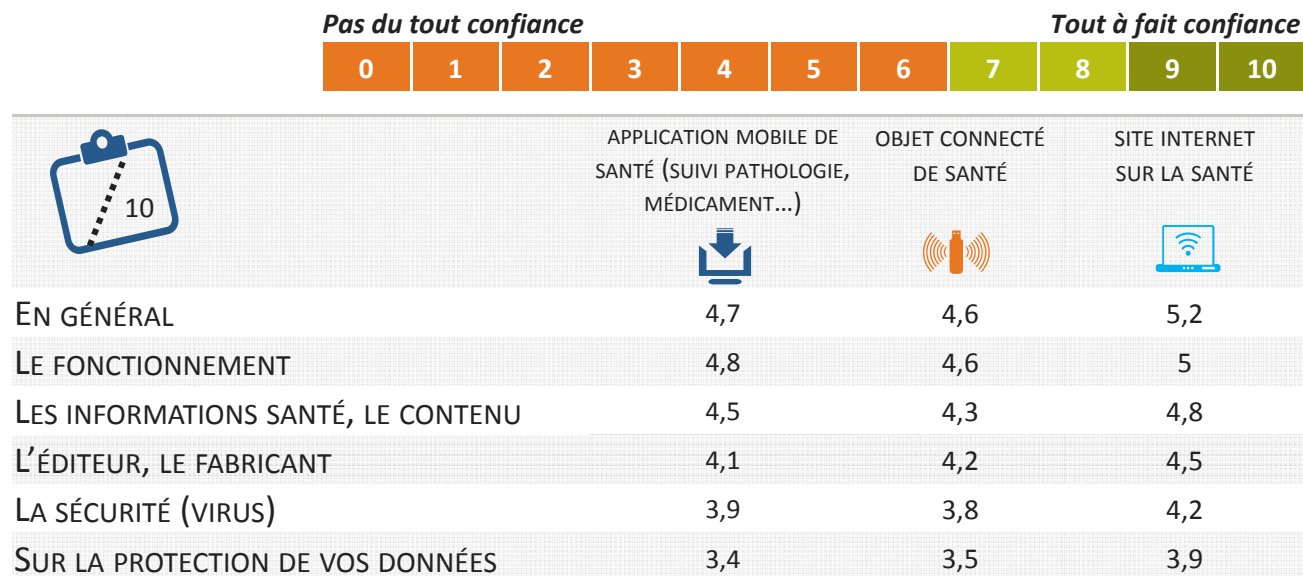 Pas du tout confiance Tout à fait confiance
0 1 2 3 4 5 6 7 8 9 10
10
APPLICATION MOBILE DE
SANTÉ (SUIVI PATHOLOGIE,
MÉDICAMENT...)
OBJET CONNECTÉ
DE SANTÉ
SITE INTERNET
SUR LA SANTÉ
EN GÉNÉRAL 4,7 4,6 5,2
LE FONCTIONNEMENT 4,8 4,6 5
LES INFORMATIONS SANTÉ, LE CONTENU 4,5 4,3 4,8
L'ÉDITEUR, LE FABRICANT 4,1 4,2 4,5
LA SÉCURITÉ (VIRUS) 3,9 3,8 4,2
SUR LA PROTECTION DE VOS DONNÉES 3,4 3,5 3,9